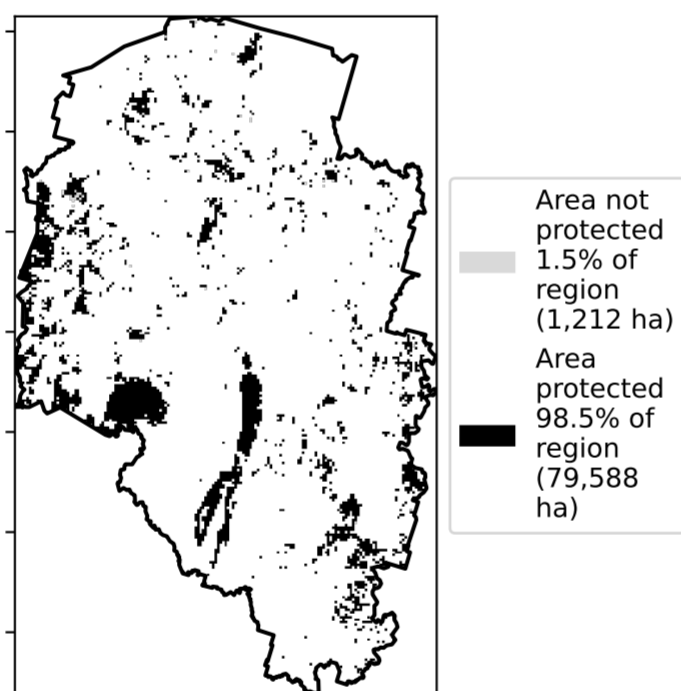 Area not
protected
1.5% of
region
(1,212 ha)
Area
protected
98.5% of
region
(79,588
ha)